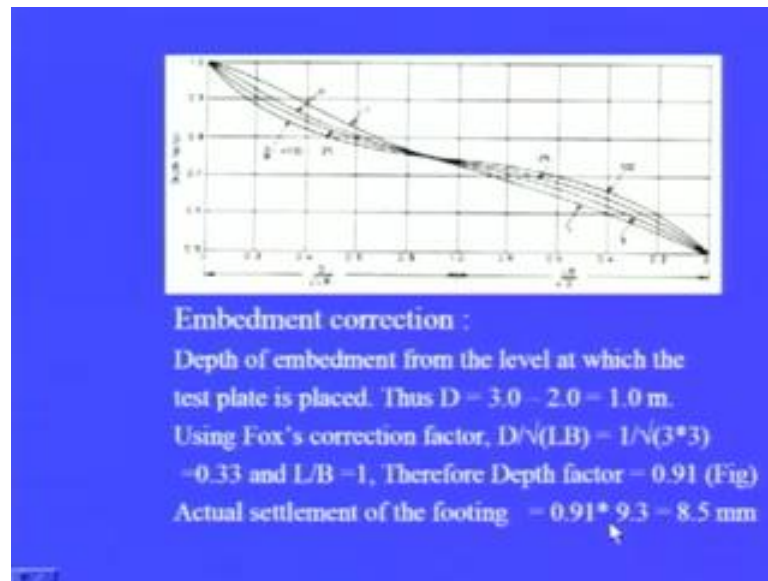 Depth factor
Embedment correction :
Depth of embedment from the level at which the
test plate is placed. Thus D = 3.0 - 2.0 = 1.0 m.
Using Fox's correction factor, D/√(LB) = 1/√(3*3)
=0.33 and L/B =1, Therefore Depth factor = 0.91 (Fig)
Actual settlement of the footing = 0.91* 9.3 = 8.5 mm